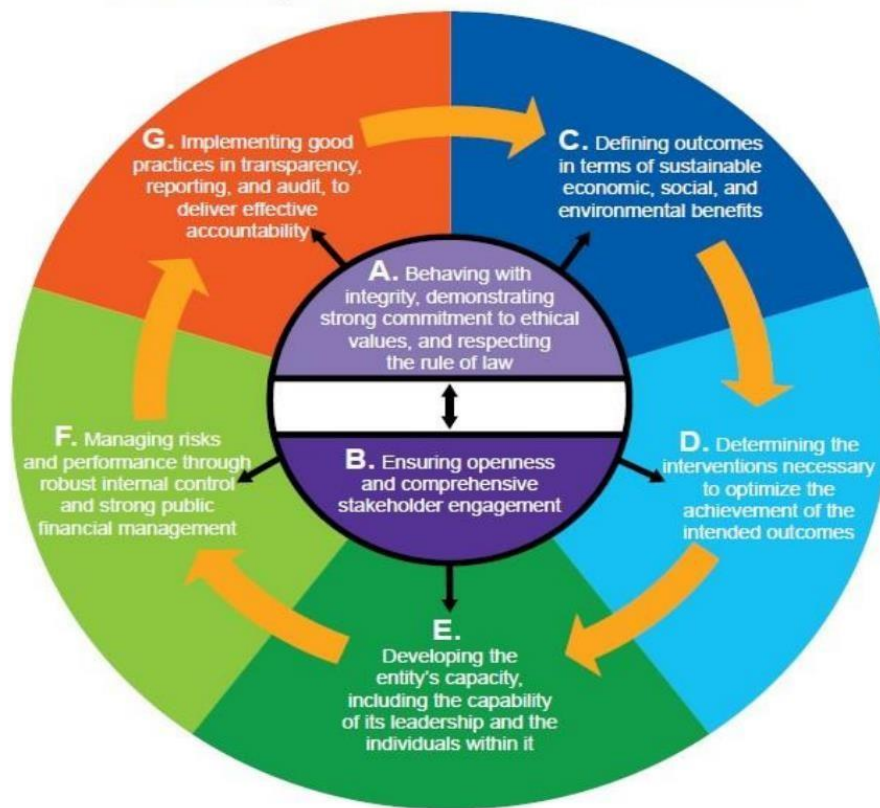 G. Implementing good
practices in transparency,
reporting, and audit, to
deliver effective
accountability
C. Defining outcomes
in terms of sustainable
economic, social, and
environmental benefits
A. Behaving with
integrity, demonstrating
strong commitment to ethical
values, and respecting
the rule of law
F. Managing risks
and performance through
robust internal control
and strong public
financial management
B. Ensuring openness
and comprehensive
stakeholder engagement
D. Determining the
interventions necessary
to optimize the
achievement of the
intended outcomes
E.
Developing the
entity's capacity,
including the capability
of its leadership and the
individuals within it